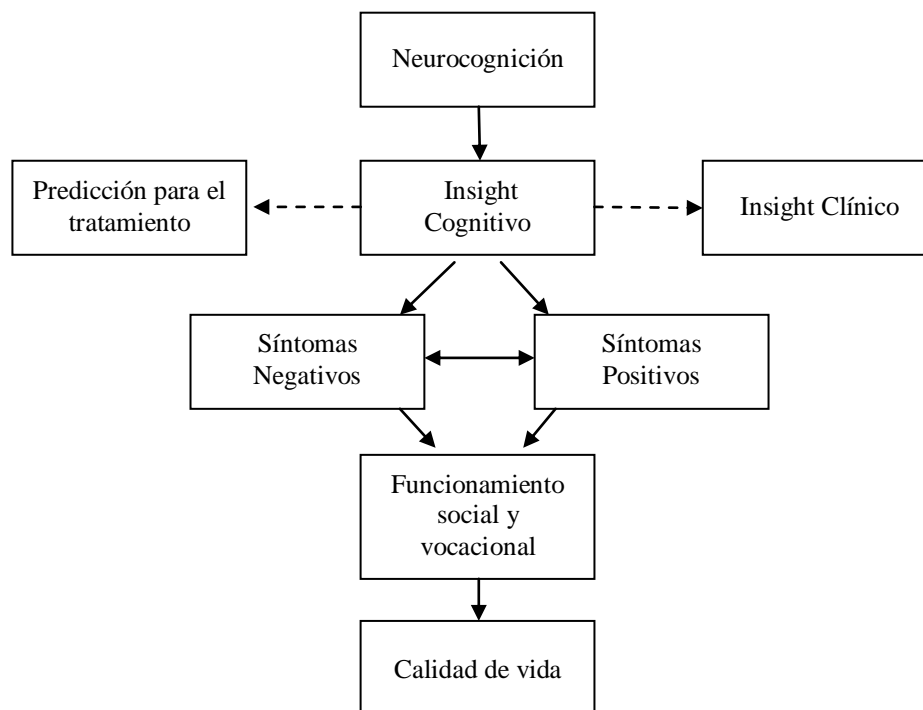 Neurocognición
Predicción para el
tratamiento
Insight
Cognitivo
Insight Clínico
Síntomas
Negativos
Síntomas
Positivos
Funcionamiento
social y
vocacional
Calidad de vida